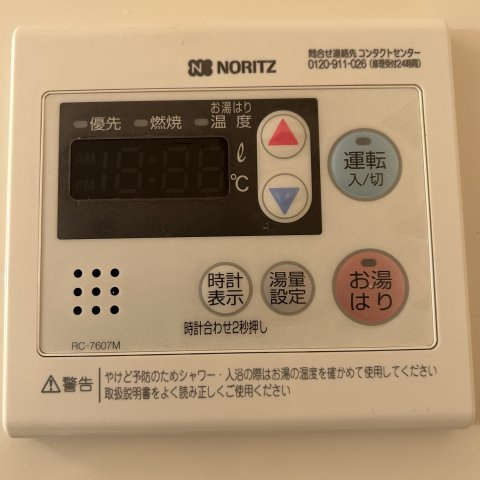 NORITZ
問合せ連絡先 コンタクトセンター
0120-911-026 (修理受付24時間)
お湯はり
優先 燃焼 温度
AM
PM
ℓ
℃
運転
入/切
時計
表示
湯量
設定
お湯
はり
時計合わせ2秒押し
RC-7607M
警告
やけど予防のためシャワー・入浴の際はお湯の温度を確かめて使用してください
取扱説明書をよく読み正しくご使用ください